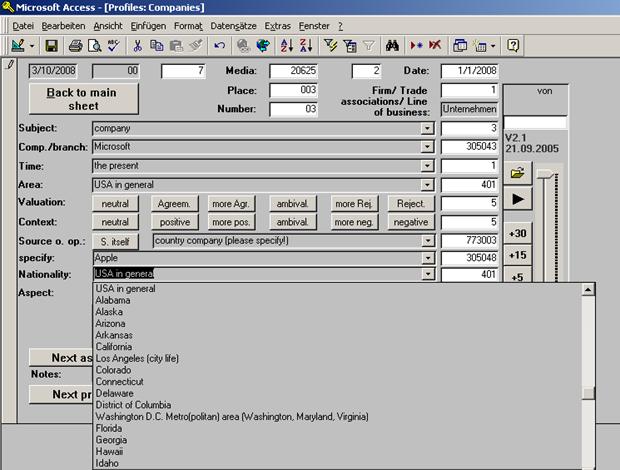 Microsoft Access - [Profiles: Companies]
Datei Bearbeiten Ansicht Einfügen Format Datensätze Extras Fenster ?
3/10/2008 00 7 Media: 20625 2 Date: 1/1/2008
Back to main sheet
Place: 003
Firm/ Trade associations/ Line of business: 1
Number: 03
Unternehmen
von
Subject: company 3
V2.1
21.09.2005
Comp./branch: Microsoft 305043
Time: the present 1
Area: USA in general 401
Valuation: neutral Agreem. more Agr. ambival. more Rej. Reject. 5
Context: neutral positive more pos. ambival. more neg. negative 5
Source o. op.: S. itself country company (please specify!) 773003
+30
specify: Apple 305048
+15
Nationality: USA in general 401
+5
Aspect:
USA in general
Alabama
Alaska
Arizona
Arkansas
California
Los Angeles (city life)
Next as
Colorado
Notes:
Connecticut
Next pr
Delaware
District of Columbia
Washington D.C. Metro(politan) area (Washington, Maryland, Virginia)
Florida
Georgia
Hawaii
Idaho